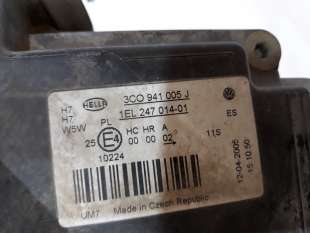 H7 HELLA 3C0 941 005 J
H7 1EL 247 014-01
W5W PL ES
HC HR A 11S
25 E4 00 00 02
10224
12-04-2005
15:10:50
UM7 Made in Czech Republic